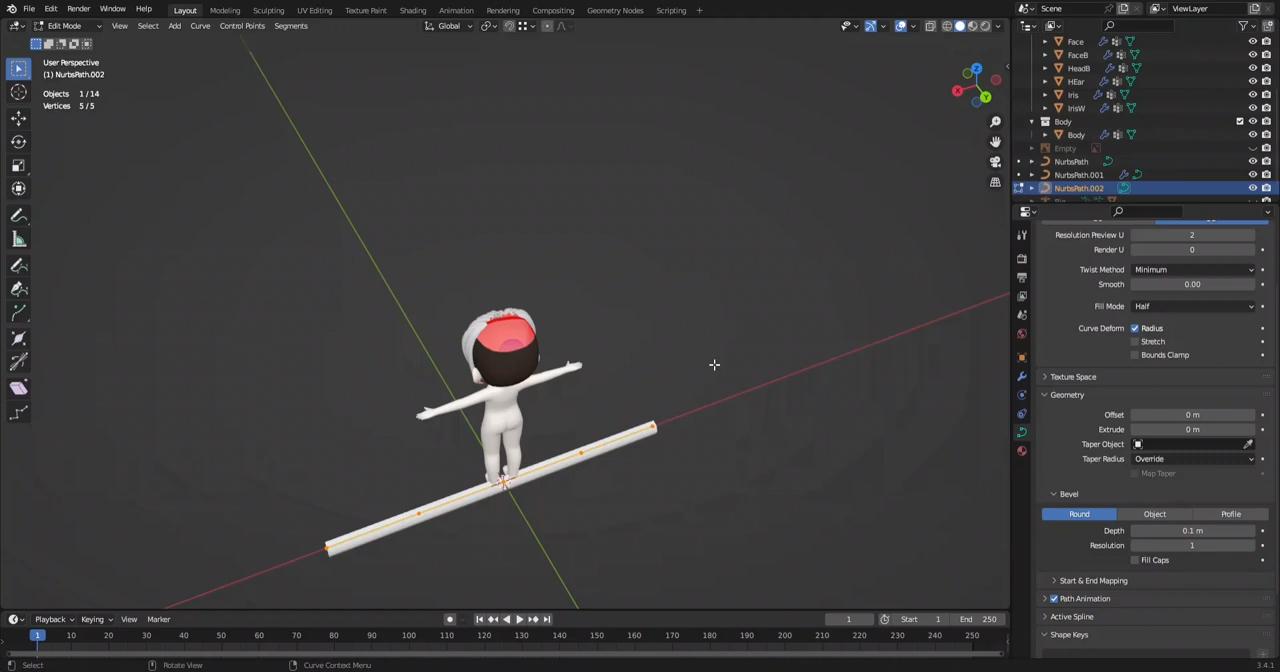 File Edit Render Window Help Layout Modeling Sculpting UV Editing Texture Paint Shading Animation Rendering Compositing Geometry Nodes Scripting Scene ViewLayer
Edit Mode View Select Add Curve Control Points Segments Global
User Perspective
(1) NurbsPath.002
Objects 1 / 14
Vertices 5 / 5
Z
X
Y
Face
FaceB
HeadB
HEar
Iris
IrisW
Body
Body
Empty
NurbsPath
NurbsPath.001
NurbsPath.002
Resolution Preview U 2
Render U 0
Twist Method Minimum
Smooth 0.00
Fill Mode Half
Curve Deform Radius
Stretch
Bounds Clamp
Texture Space
Geometry
Offset 0 m
Extrude 0 m
Taper Object
Taper Radius Override
Map Taper
Bevel
Round Object Profile
Depth 0.1 m
Resolution 1
Fill Caps
Start & End Mapping
Path Animation
Active Spline
Shape Keys
Playback Keying View Marker 1 Start 1 End 250
1 10 20 30 40 50 60 70 80 90 100 110 120 130 140 150 160 170 180 190 200 210 220 230 240 250
Select Rotate View Curve Context Menu 3.4.1